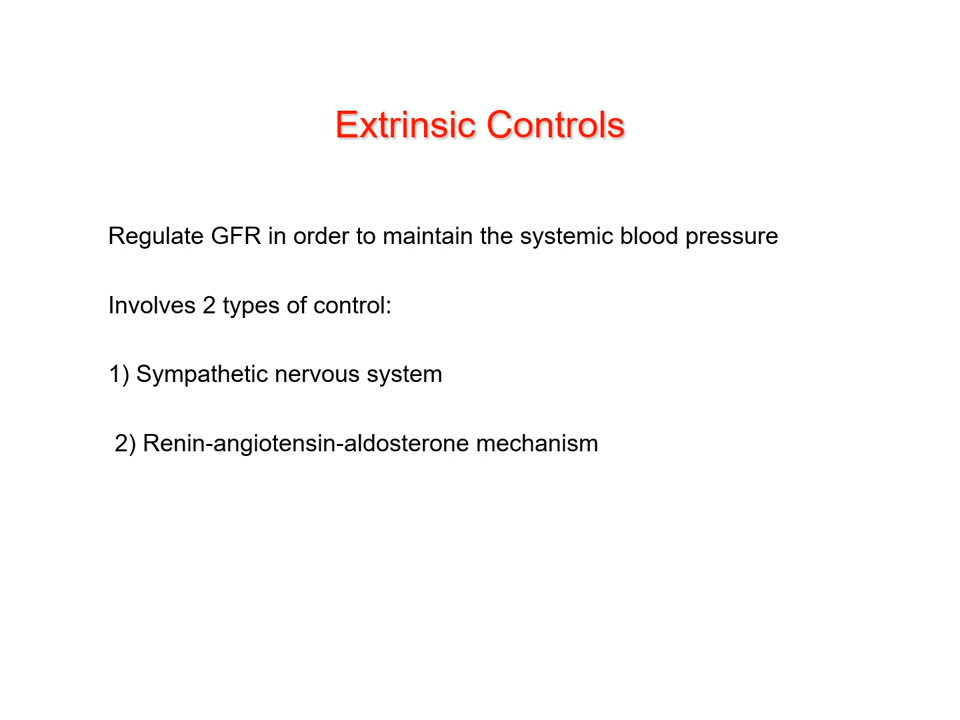 Extrinsic Controls
Regulate GFR in order to maintain the systemic blood pressure
Involves 2 types of control:
1) Sympathetic nervous system
2) Renin-angiotensin-aldosterone mechanism